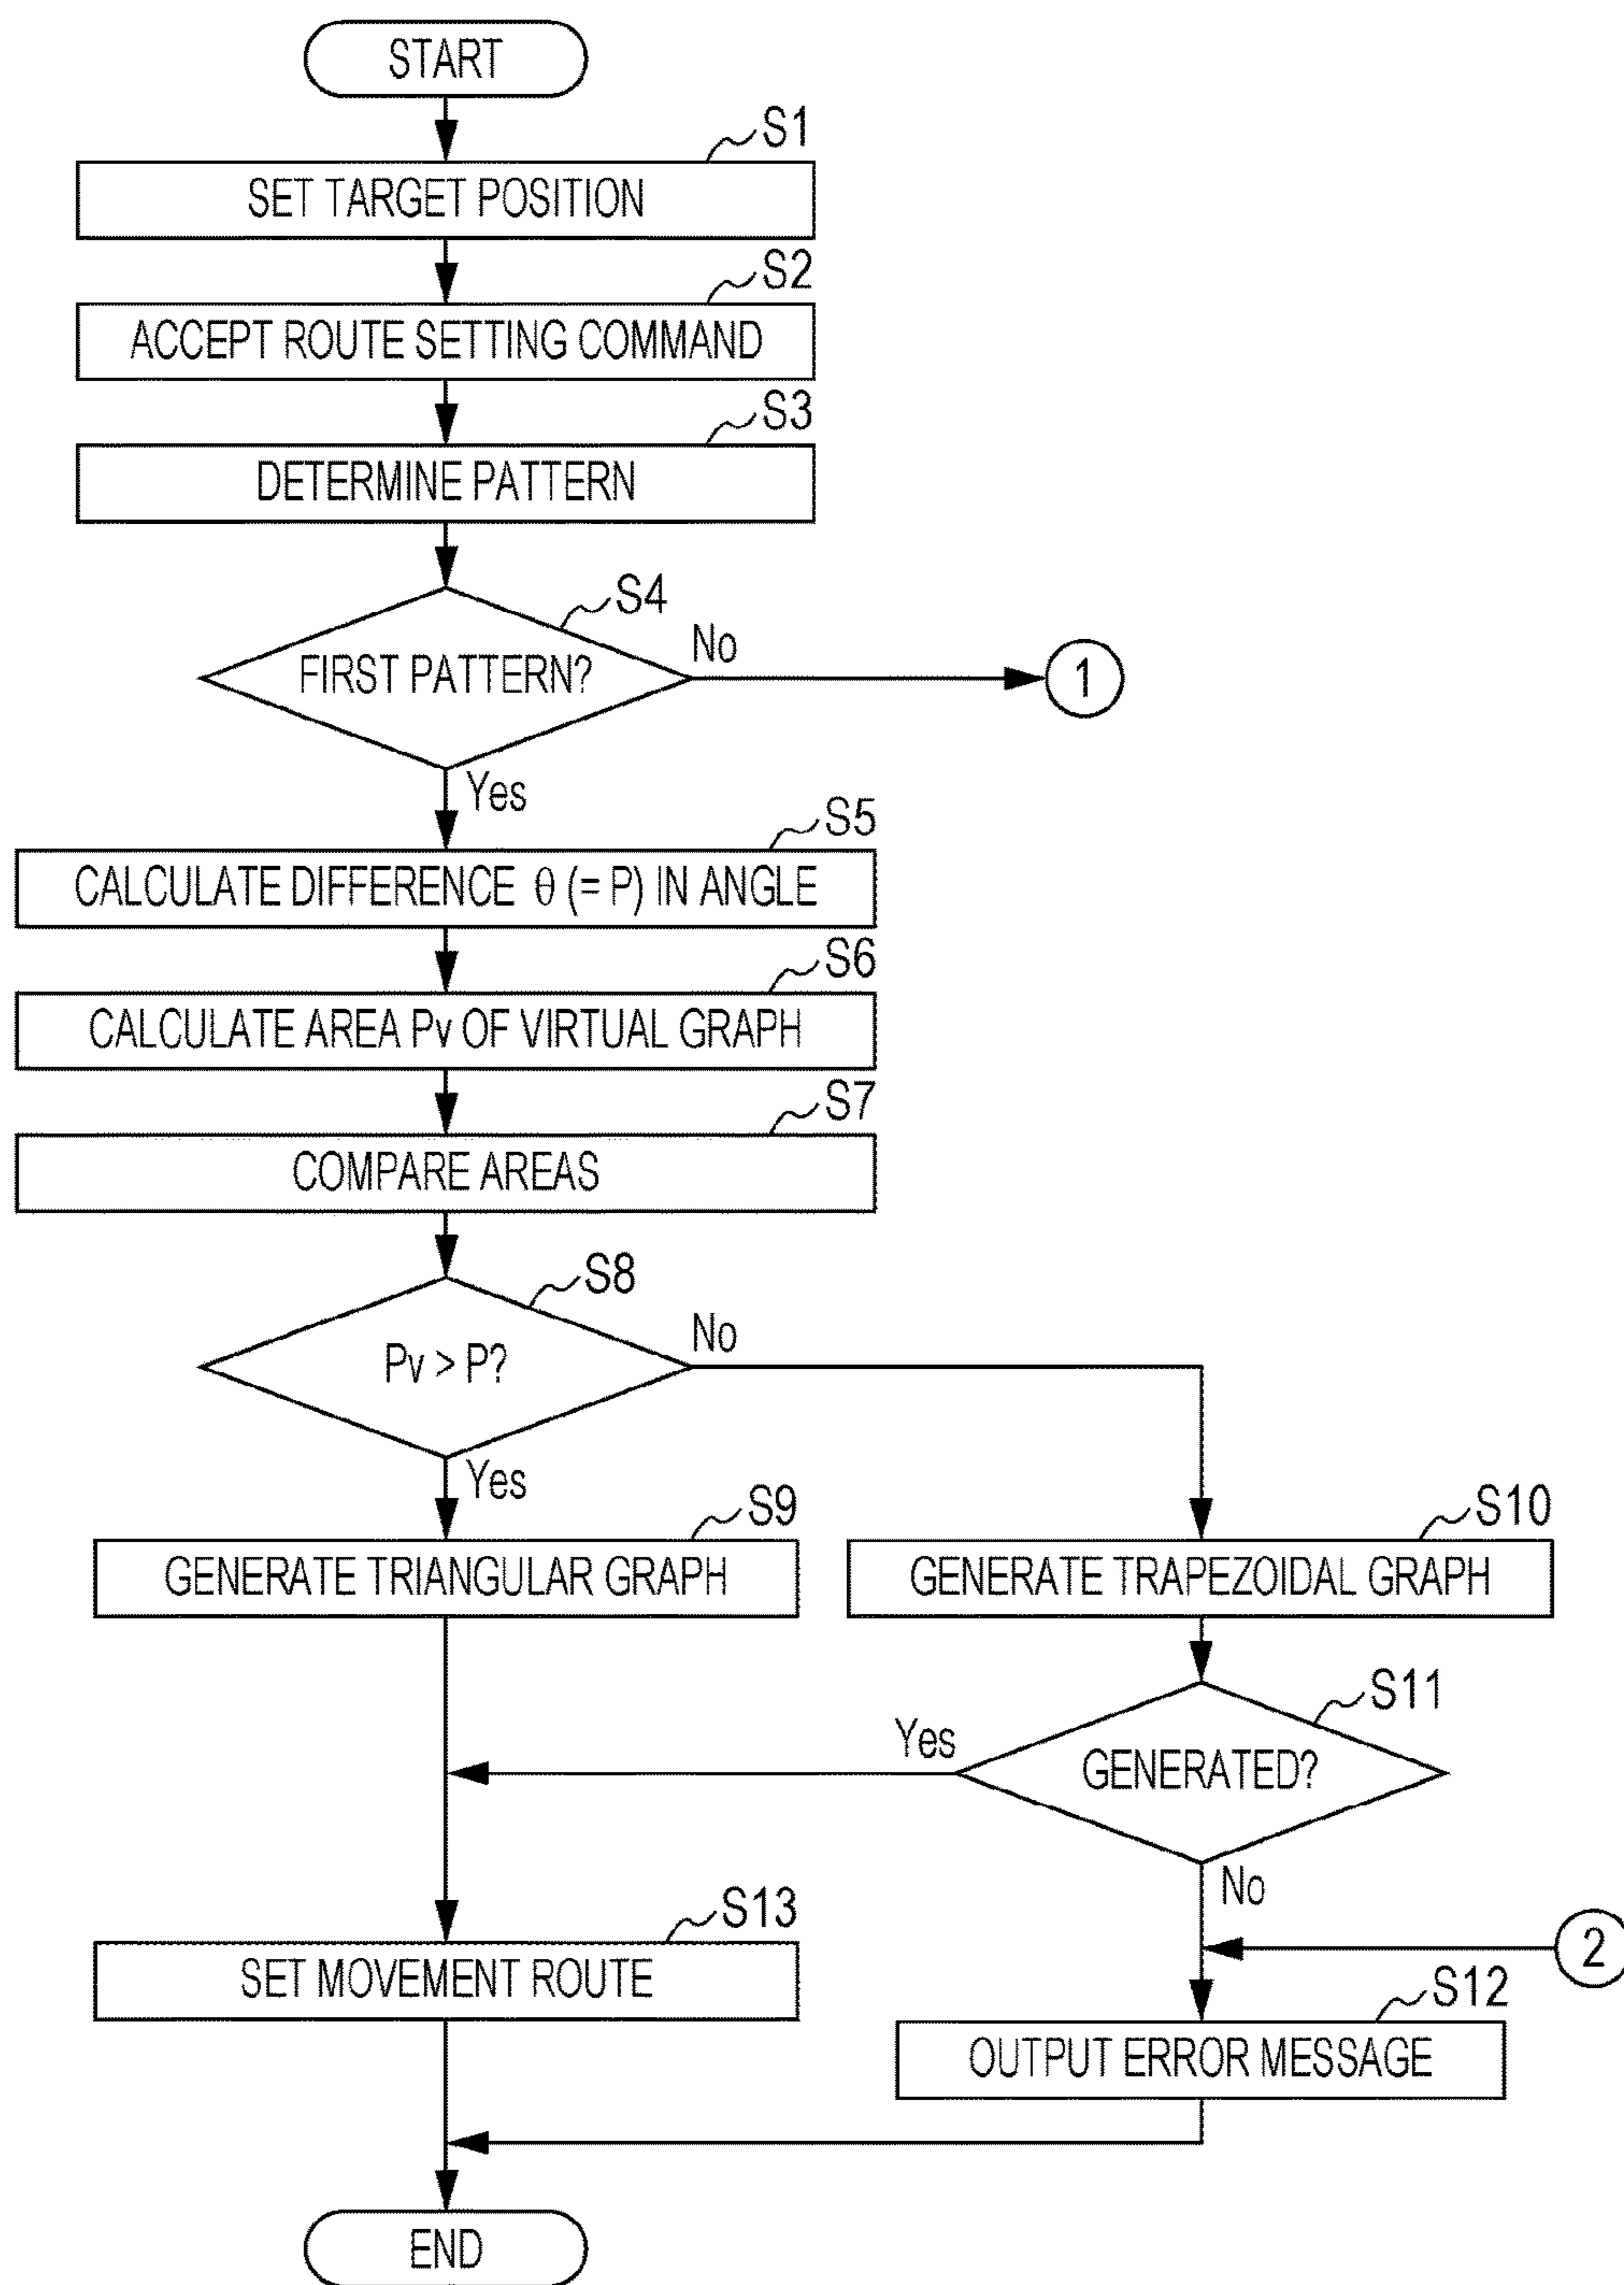 START
S1
SET TARGET POSITION
S2
ACCEPT ROUTE SETTING COMMAND
S3
DETERMINE PATTERN
S4
FIRST PATTERN?
No
1
Yes
S5
CALCULATE DIFFERENCE θ (= P) IN ANGLE
S6
CALCULATE AREA Pv OF VIRTUAL GRAPH
S7
COMPARE AREAS
S8
Pv > P?
No
Yes
S9
GENERATE TRIANGULAR GRAPH
S10
GENERATE TRAPEZOIDAL GRAPH
S11
GENERATED?
Yes
No
2
S13
SET MOVEMENT ROUTE
S12
OUTPUT ERROR MESSAGE
END